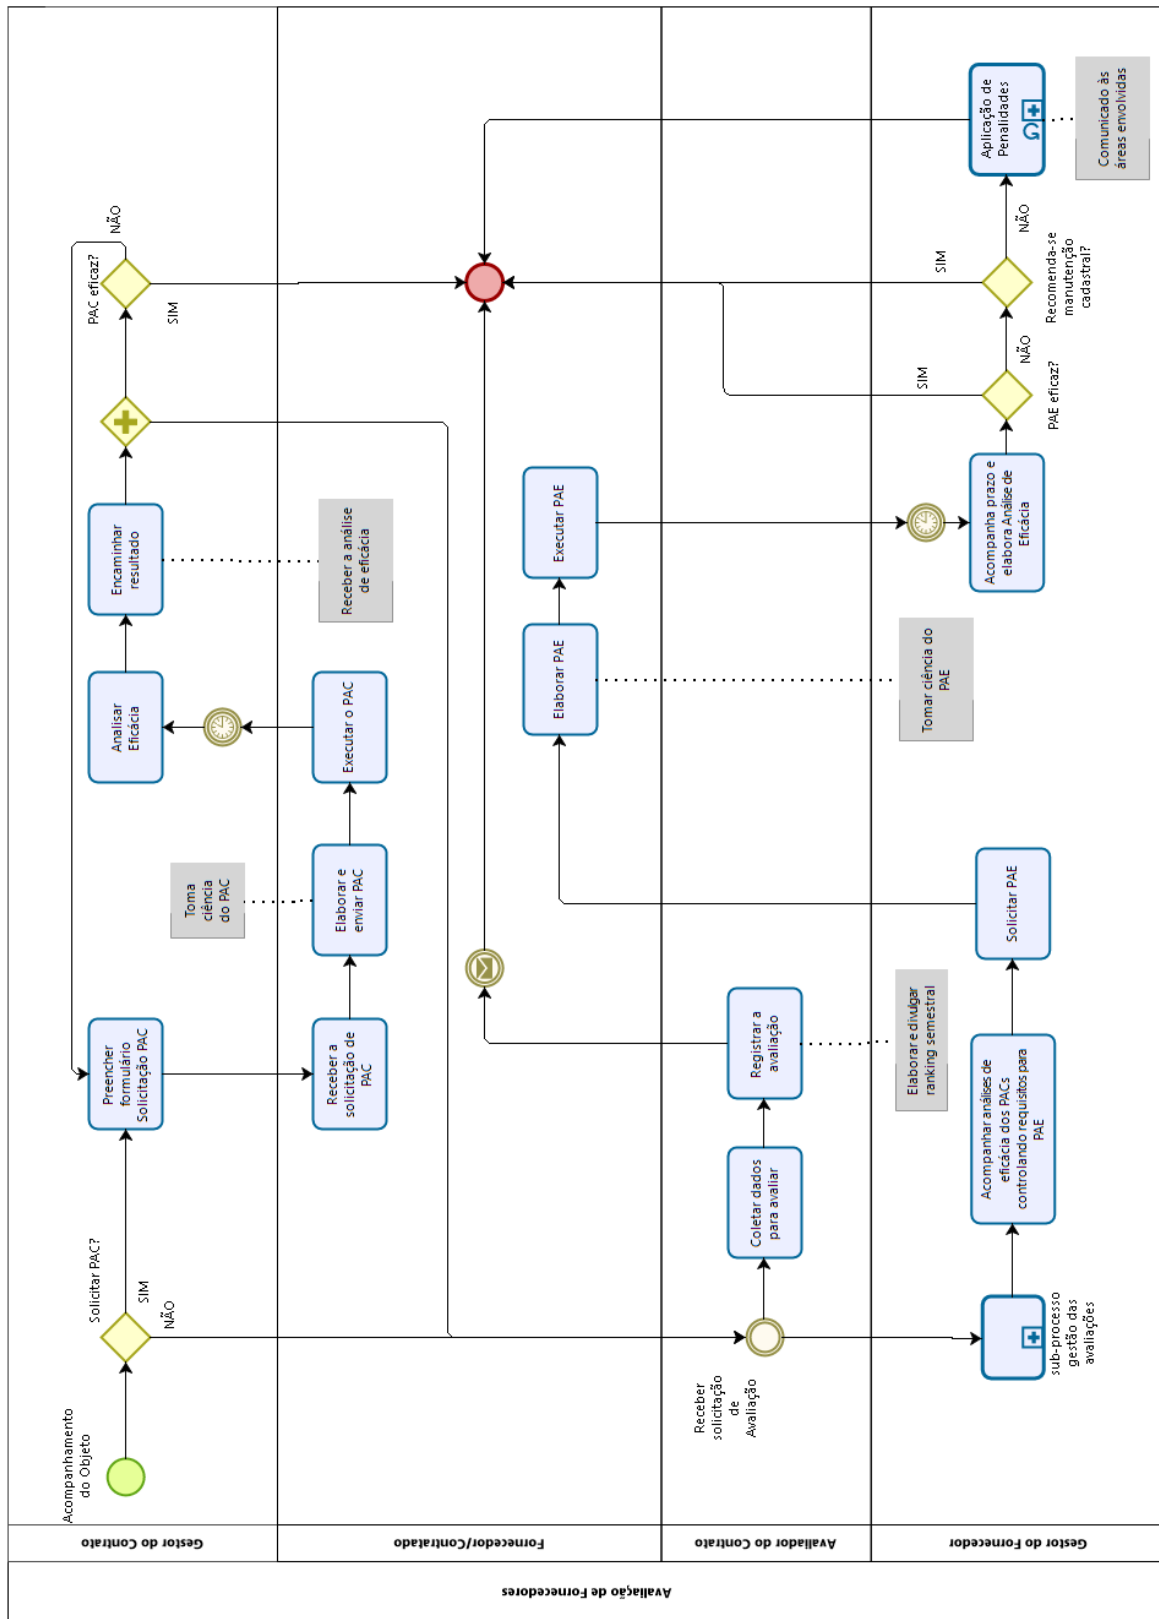 Avaliação de Fornecedores
Gestor do Contrato
Acompanhamento
do Objeto
Solicitar PAC?
SIM
NÃO
Preencher
formulário
Solicitação PAC
Toma
ciência
do PAC
Analisar
Eficácia
Encaminhar
resultado
PAC eficaz?
NÃO
SIM
Fornecedor/Contratado
Receber a
solicitação de
PAC
Elaborar e
enviar PAC
Executar o PAC
Receber a análise
de eficácia
Elaborar PAE
Executar PAE
Avaliador do Contrato
Receber
solicitação
de
Avaliação
Coletar dados
para avaliar
Registrar a
avaliação
Gestor do Fornecedor
sub-processo
gestão das
avaliações
Elaborar e divulgar
ranking semestral
Acompanhar análises de
eficácia dos PACs
controlando requisitos para
PAE
Solicitar PAE
Tomar ciência do
PAE
Acompanha prazo e
elabora Análise de
Eficácia
PAE eficaz?
SIM
NÃO
Recomenda-se
manutenção
cadastral?
SIM
NÃO
Aplicação de
Penalidades
Comunicado às
áreas envolvidas